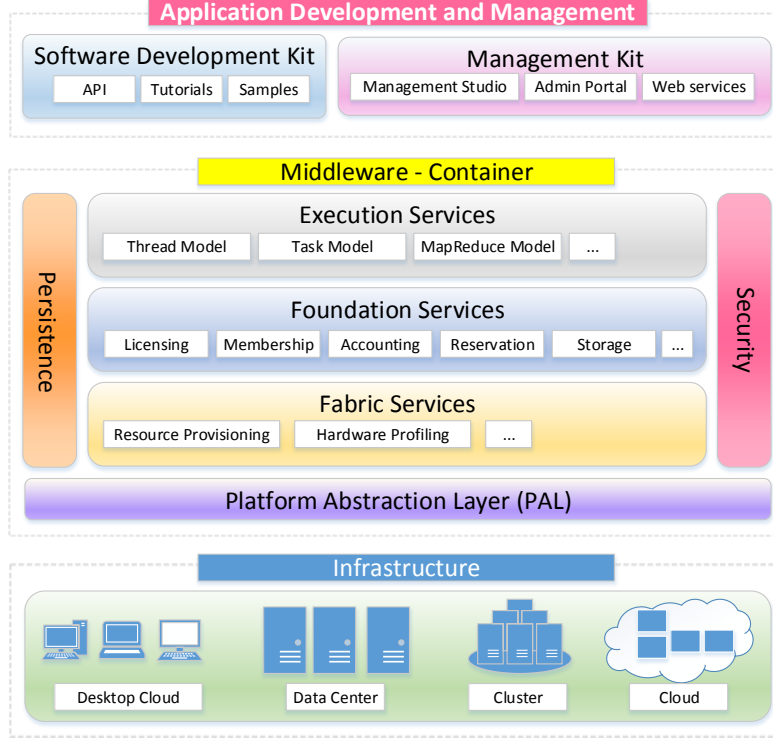 Application Development and Management
Software Development Kit
API
Tutorials
Samples
Management Kit
Management Studio
Admin Portal
Web services
Middleware - Container
Persistence
Execution Services
Thread Model
Task Model
MapReduce Model
...
Foundation Services
Licensing
Membership
Accounting
Reservation
Storage
...
Fabric Services
Resource Provisioning
Hardware Profiling
...
Security
Platform Abstraction Layer (PAL)
Infrastructure
Desktop Cloud
Data Center
Cluster
Cloud